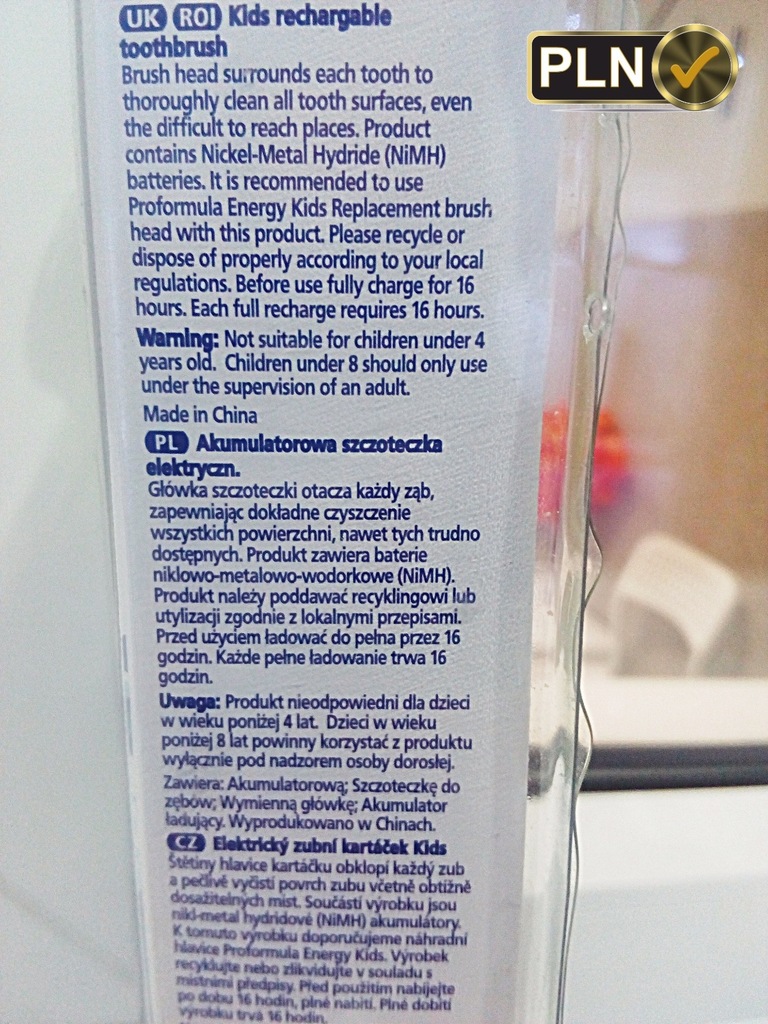 UK ROI Kids rechargable
toothbrush
Brush head surrounds each tooth to
thoroughly clean all tooth surfaces, even
the difficult to reach places. Product
contains Nickel-Metal Hydride (NiMH)
batteries. It is recommended to use
Proformula Energy Kids Replacement brush
head with this product. Please recycle or
dispose of properly according to your local
regulations. Before use fully charge for 16
hours. Each full recharge requires 16 hours.
Warning: Not suitable for children under 4
years old. Children under 8 should only use
under the supervision of an adult.
Made in China
PL Akumulatorowa szczoteczka
elektryczn.
Główka szczoteczki otacza każdy ząb,
zapewniając dokładne czyszczenie
wszystkich powierzchni, nawet tych trudno
dostępnych. Produkt zawiera baterie
niklowo-metalowo-wodorkowe (NiMH).
Produkt należy poddawać recyklingowi lub
utylizacji zgodnie z lokalnymi przepisami.
Przed użyciem ładować do pełna przez 16
godzin. Każde pełne ładowanie trwa 16
godzin.
Uwaga: Produkt nieodpowiedni dla dzieci
w wieku poniżej 4 lat. Dzieci w wieku
poniżej 8 lat powinny korzystać z produktu
wyłącznie pod nadzorem osoby dorosłej.
Zawiera: Akumulatorową; Szczoteczkę do
zębów; Wymienną główkę; Akumulator
ładujący. Wyprodukowano w Chinach.
CZ Elektrický zubní kartáček Kids
Štětiny hlavice kartáčku obklopí každý zub
a pečlivě vyčistí povrch zubu včetně obtížně
dosažitelných míst. Součástí výrobku jsou
nikl-metal hydridové (NiMH) akumulátory.
K tomuto výrobku doporučujeme náhradní
hlavice Proformula Energy Kids. Výrobek
recyklujte nebo zlikvidujte v souladu s
místními předpisy. Před použitím nabíjejte
po dobu 16 hodin, plné nabití. Plné dobití
výrobku trvá 16 hodin.
PLN